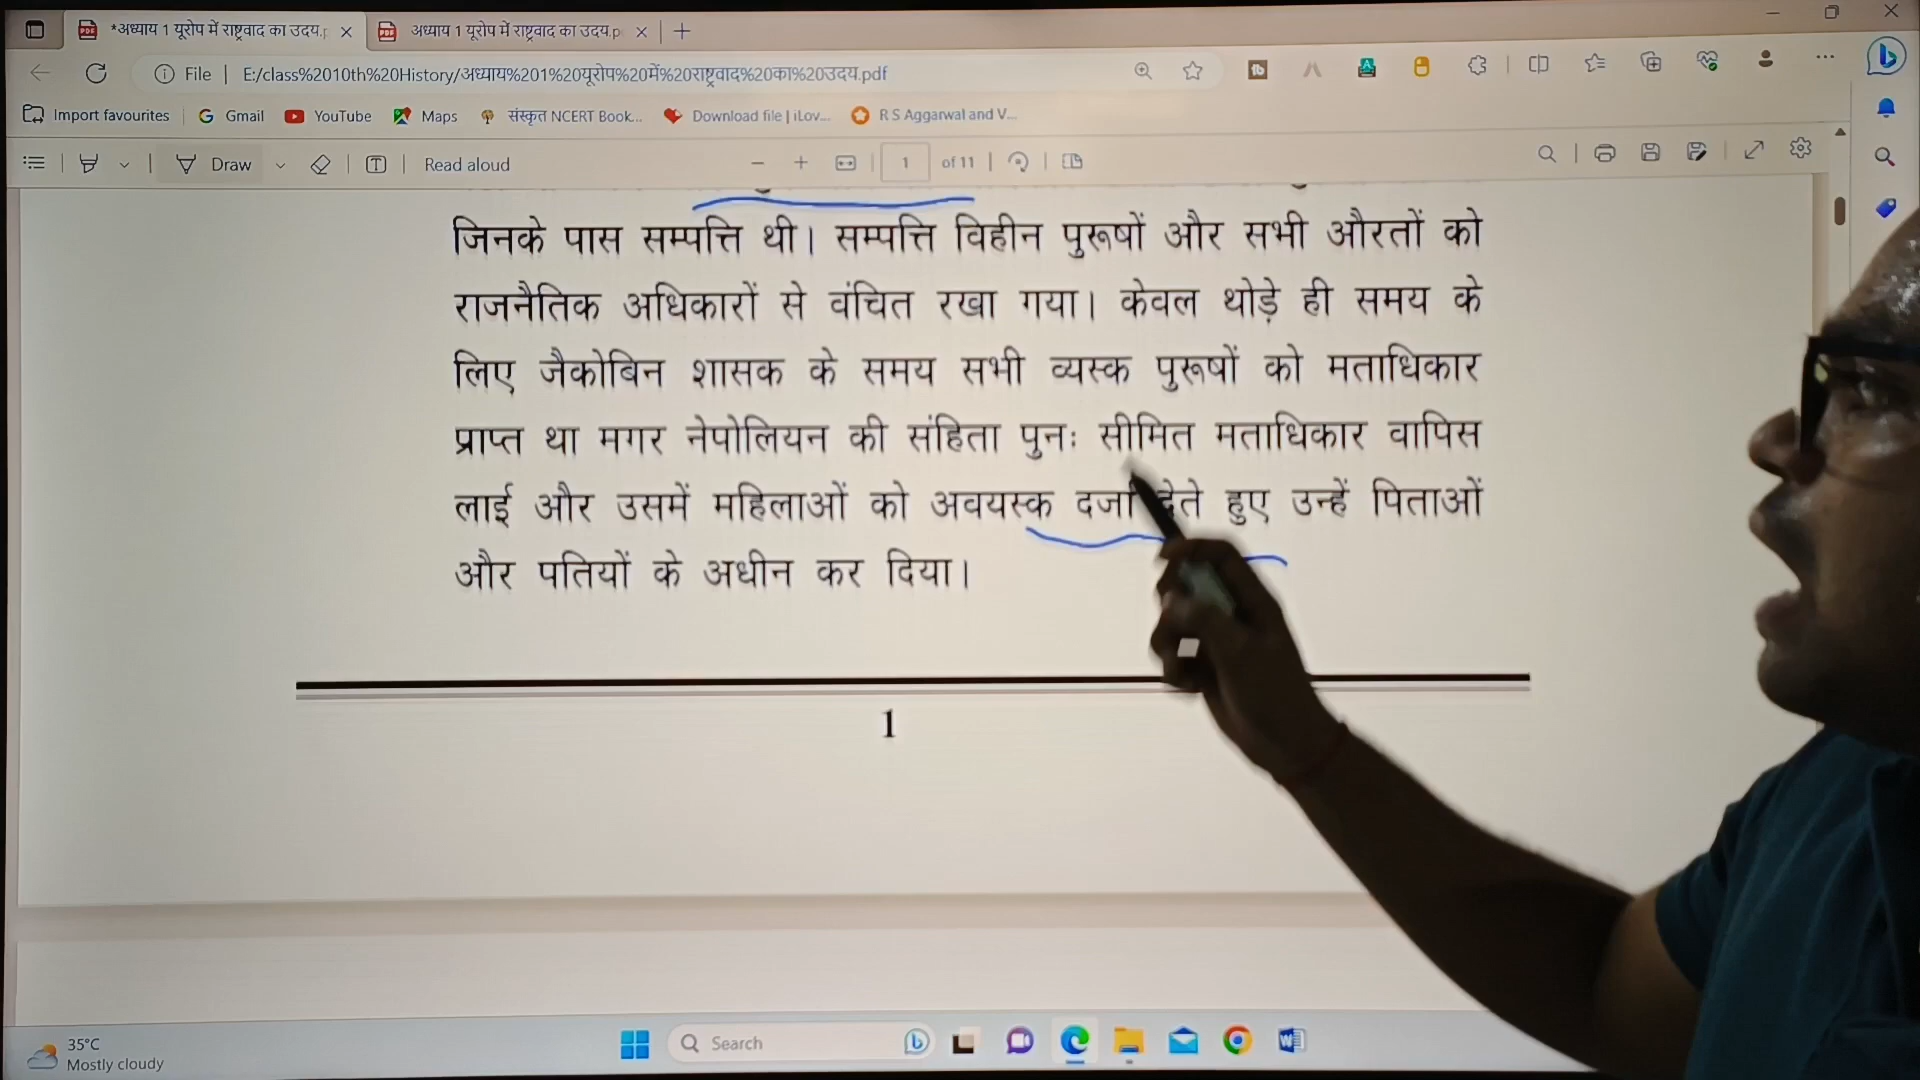 *अध्याय 1 यूरोप में राष्ट्रवाद का उदय.p
अध्याय 1 यूरोप में राष्ट्रवाद का उदय.p
File | E:/class%2010th%20History/अध्याय%201%20यूरोप%20में%20राष्ट्रवाद%20का%20उदय.pdf
Import favourites Gmail YouTube Maps संस्कृत NCERT Book... Download file | iLov... R S Aggarwal and V...
Draw Read aloud 1 of 11
जिनके पास सम्पत्ति थी। सम्पत्ति विहीन पुरूषों और सभी औरतों को
राजनैतिक अधिकारों से वंचित रखा गया। केवल थोड़े ही समय के
लिए जैकोबिन शासक के समय सभी व्यस्क पुरूषों को मताधिकार
प्राप्त था मगर नेपोलियन की संहिता पुनः सीमित मताधिकार वापिस
लाई और उसमें महिलाओं को अवयस्क दर्जा देते हुए उन्हें पिताओं
और पतियों के अधीन कर दिया।
1
35°C
Mostly cloudy
Search